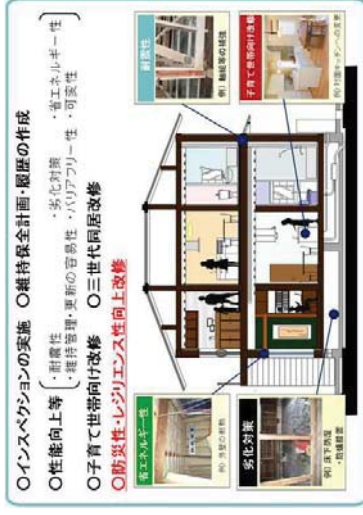 ○インスペクションの実施 ○維持保全計画・履歴の作成
○性能向上等
・耐震性 ・劣化対策 ・省エネルギー性
・維持管理・更新の容易性 ・バリアフリー性 ・可変性
○子育て世帯向け改修 ○三世代同居改修
○防災性・レジリエンス性向上改修
省エネルギー性
例）外壁の断熱
劣化対策
例）床下防湿
・防蟻措置
耐震性
例）軸組等の補強
子育て世帯向け改修
例）対面キッチンへの変更